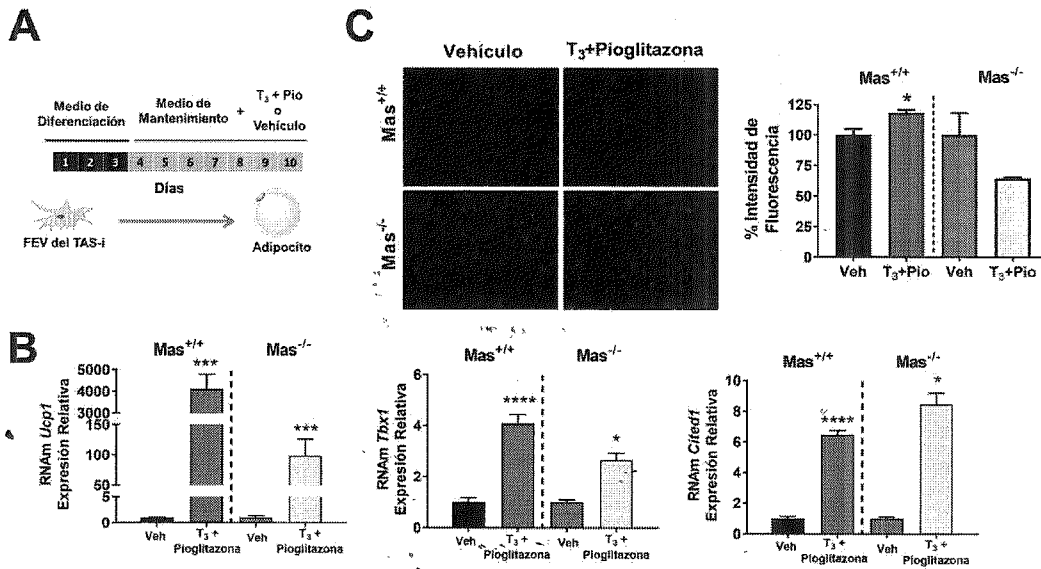 A
Medio de
Diferenciación
Medio de
Mantenimiento
+
T3 + Pio
o
Vehículo
1 2 3 4 5 6 7 8 9 10
Días
FEV del TAS-i
Adipocito
C
Vehículo
T3+Pioglitazona
Mas+/+
Mas-/-
% Intensidad de
Fluorescencia
Mas+/+
Mas-/-
*
125
100
75
50
25
0
Veh
T3+Pio
Veh
T3+Pio
B
RNAm Ucp1
Expresión Relativa
Mas+/+
Mas-/-
***
***
5000
4000
3000
150
100
50
5
0
Veh
T3 +
Pioglitazona
Veh
T3 +
Pioglitazona
RNAm Tbx1
Expresión Relativa
Mas+/+
Mas-/-
****
*
6
4
2
0
Veh
T3 +
Pioglitazona
Veh
T3 +
Pioglitazona
RNAm Cited1
Expresión Relativa
Mas+/+
Mas-/-
****
*
10
8
6
4
2
0
Veh
T3 +
Pioglitazona
Veh
T3 +
Pioglitazona